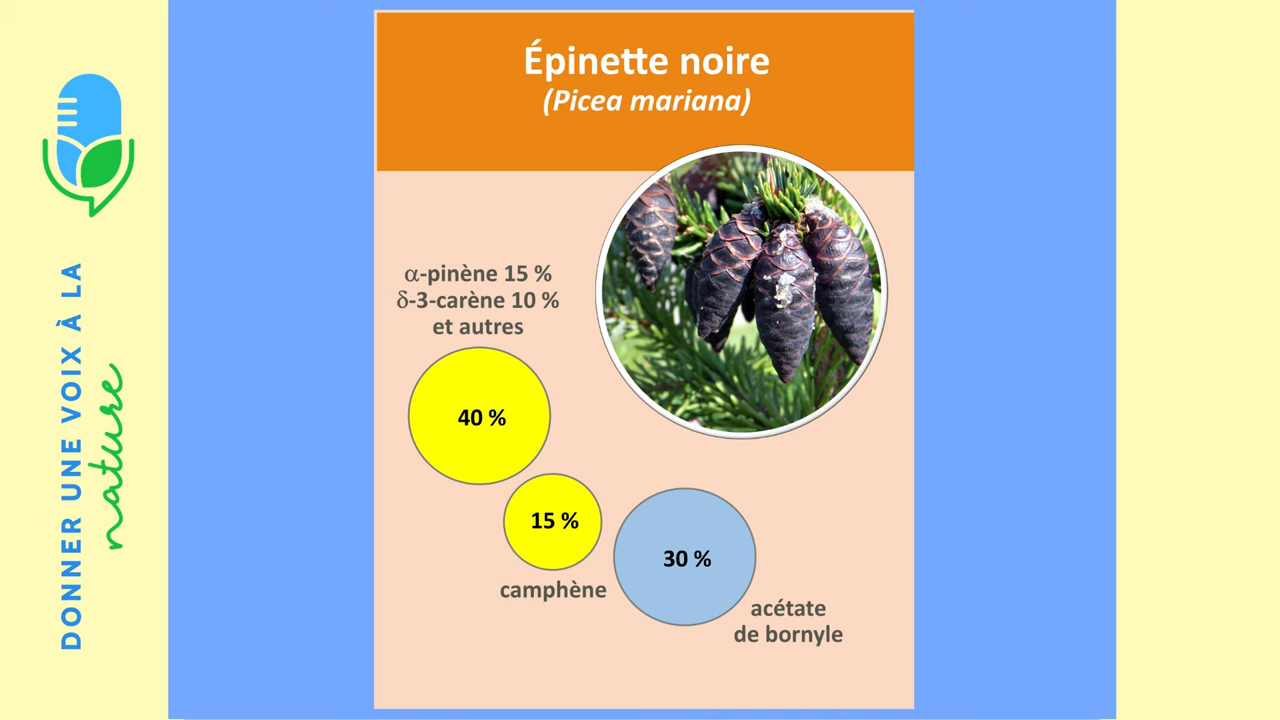 DONNER UNE VOIX À LA
nature
Épinette noire
(Picea mariana)
α-pinène 15 %
δ-3-carène 10 %
et autres
40 %
15 %
camphène
30 %
acétate
de bornyle